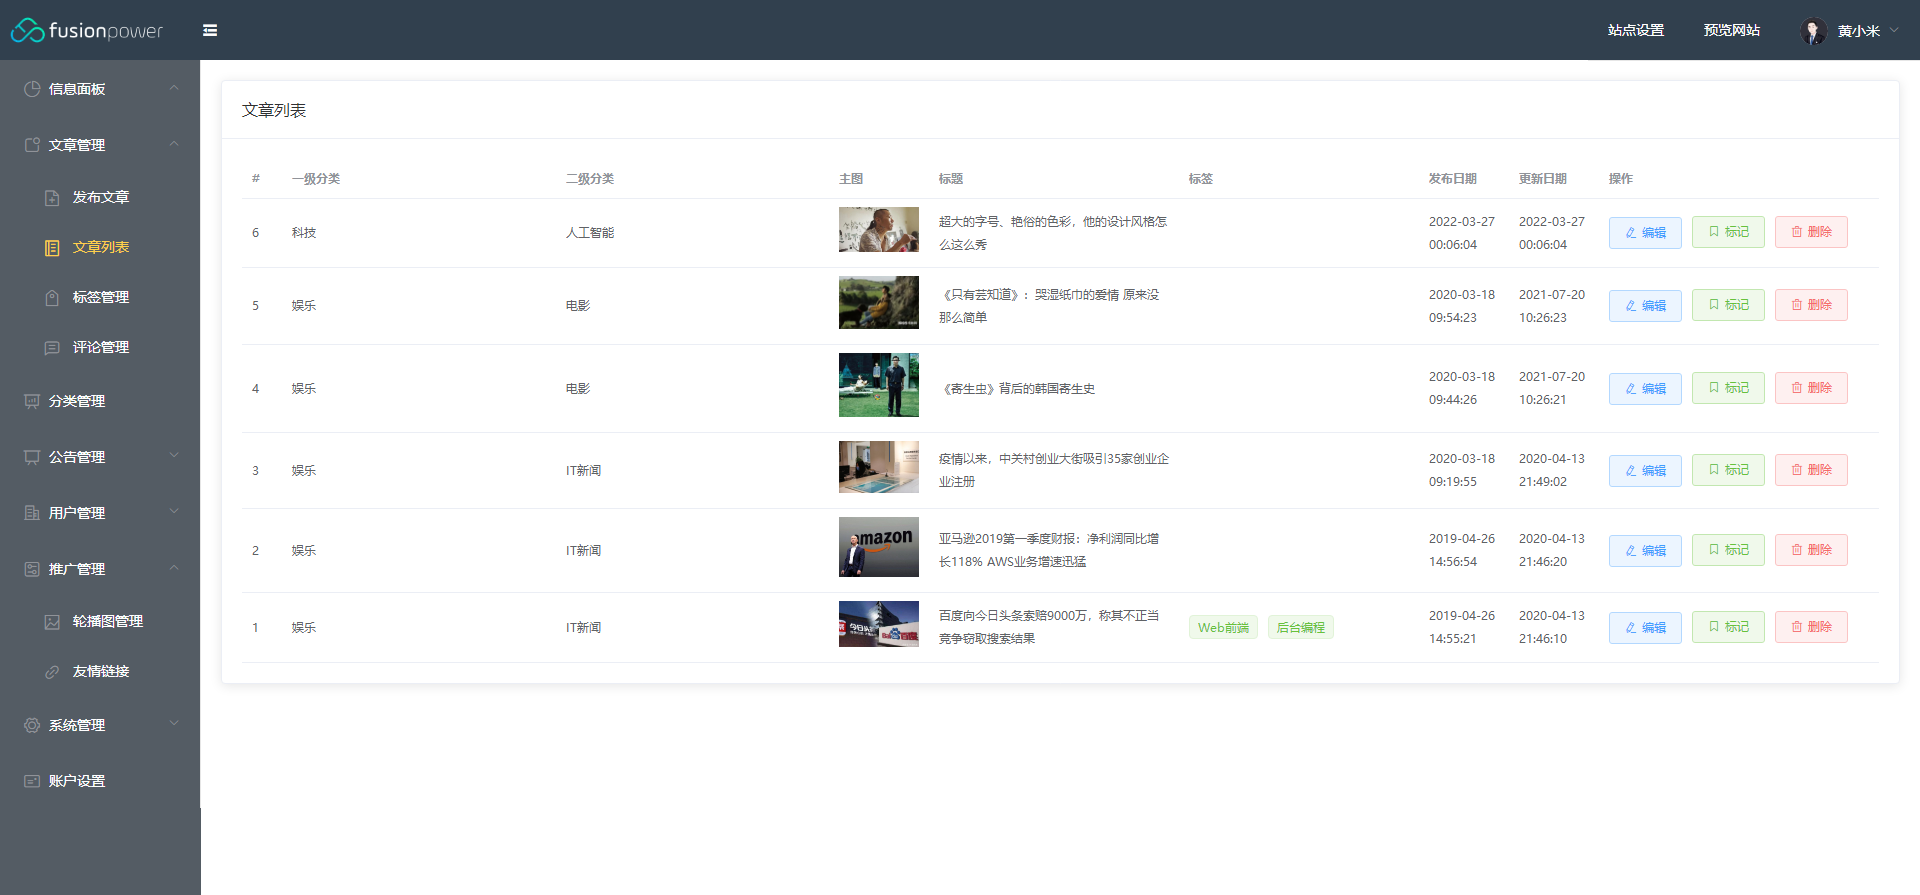 fusionpower
站点设置
预览网站
黄小米
信息面板
文章管理
发布文章
文章列表
标签管理
评论管理
分类管理
公告管理
用户管理
推广管理
轮播图管理
友情链接
系统管理
账户设置
文章列表
# 一级分类 二级分类 主图 标题 标签 发布日期 更新日期 操作
6 科技 人工智能 超大的字号、艳俗的色彩，他的设计风格怎 2022-03-27 2022-03-27 编辑 标记 删除
么这么秀 00:06:04 00:06:04
5 娱乐 电影 《只有芸知道》：哭湿纸巾的爱情 原来没 2020-03-18 2021-07-20 编辑 标记 删除
那么简单 09:54:23 10:26:23
4 娱乐 电影 《寄生虫》背后的韩国寄生史 2020-03-18 2021-07-20 编辑 标记 删除
09:44:26 10:26:21
3 娱乐 IT新闻 疫情以来，中关村创业大街吸引35家创业企 2020-03-18 2020-04-13 编辑 标记 删除
业注册 09:19:55 21:49:02
2 娱乐 IT新闻 amazon 亚马逊2019第一季度财报：净利润同比增 2019-04-26 2020-04-13 编辑 标记 删除
长118% AWS业务增速迅猛 14:56:54 21:46:20
1 娱乐 IT新闻 百度向今日头条索赔9000万，称其不正当 Web前端 后台编程 2019-04-26 2020-04-13 编辑 标记 删除
竞争窃取搜索结果 14:55:21 21:46:10